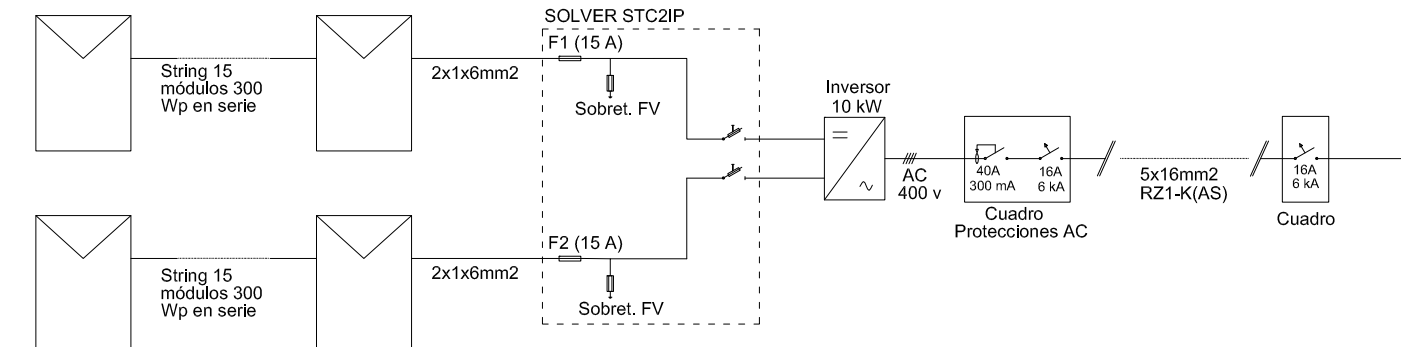 SOLVER STC2IP
F1 (15 A)
String 15
módulos 300
Wp en serie
2x1x6mm2
Sobret. FV
Inversor
10 kW
AC
400 v
40A
300 mA
16A
6 kA
Cuadro
Protecciones AC
5x16mm2
RZ1-K(AS)
16A
6 kA
Cuadro
F2 (15 A)
String 15
módulos 300
Wp en serie
2x1x6mm2
Sobret. FV